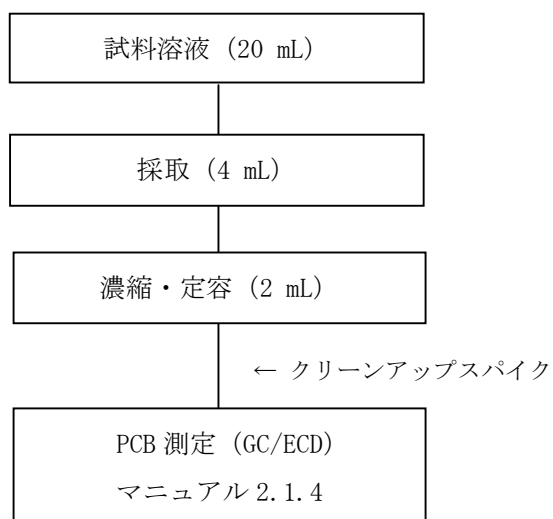 試料溶液 (20 mL)
採取 (4 mL)
濃縮・定容 (2 mL)
← クリーンアップスパイク
PCB 測定 (GC/ECD)
マニュアル 2.1.4